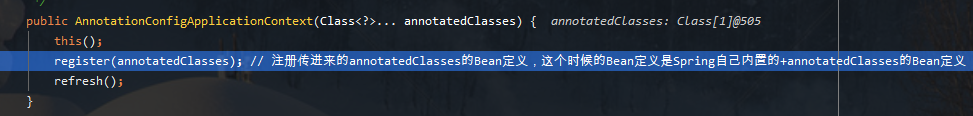 */
public AnnotationConfigApplicationContext(Class<?>... annotatedClasses) {  annotatedClasses: Class[1]@505
this();
register(annotatedClasses); // 注册传进来的annotatedClasses的Bean定义，这个时候的Bean定义是Spring自己内置的+annotatedClasses的Bean定义
refresh();
}